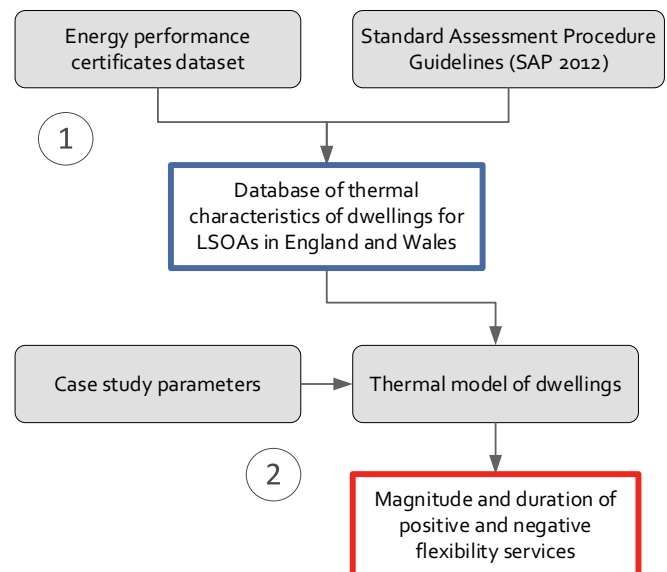 Energy performance
certificates dataset
Standard Assessment Procedure
Guidelines (SAP 2012)
1
Database of thermal
characteristics of dwellings for
LSOAs in England and Wales
Case study parameters
Thermal model of dwellings
2
Magnitude and duration of
positive and negative
flexibility services